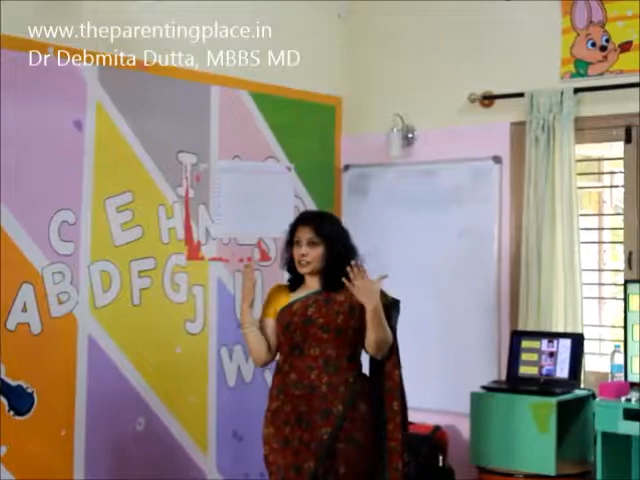 www.theparentingplace.in
Dr Debmita Dutta, MBBS MD
C E H I
A B D F G J
W